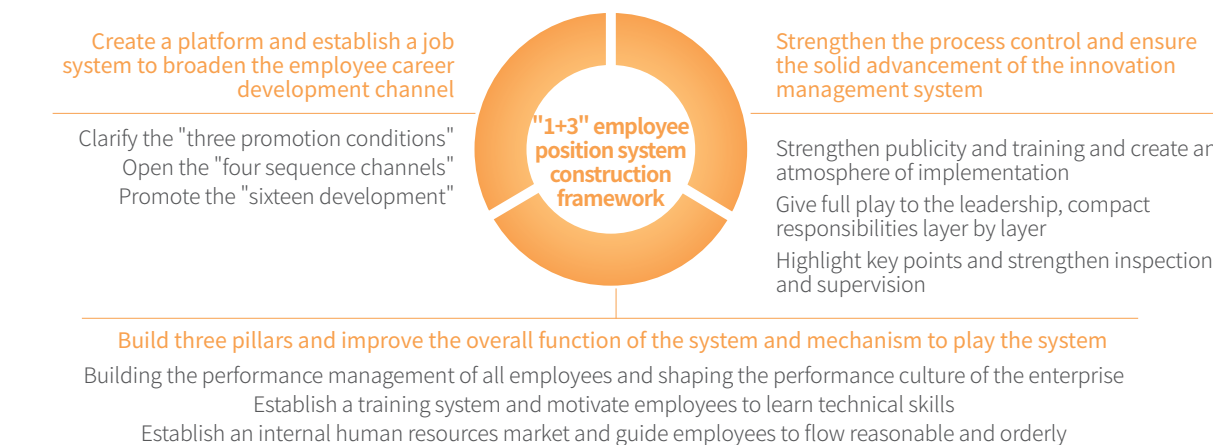 Create a platform and establish a job
system to broaden the employee career
development channel
Clarify the "three promotion conditions"
Open the "four sequence channels"
Promote the "sixteen development"
"1+3" employee
position system
construction
framework
Strengthen the process control and ensure
the solid advancement of the innovation
management system
Strengthen publicity and training and create an
atmosphere of implementation
Give full play to the leadership, compact
responsibilities layer by layer
Highlight key points and strengthen inspection
and supervision
Build three pillars and improve the overall function of the system and mechanism to play the system
Building the performance management of all employees and shaping the performance culture of the enterprise
Establish a training system and motivate employees to learn technical skills
Establish an internal human resources market and guide employees to flow reasonable and orderly